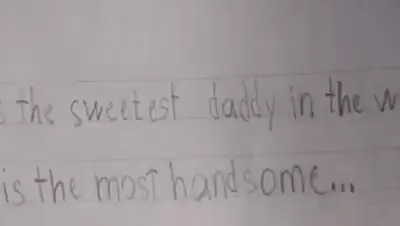 the sweetest daddy in the w
is the most handsome...